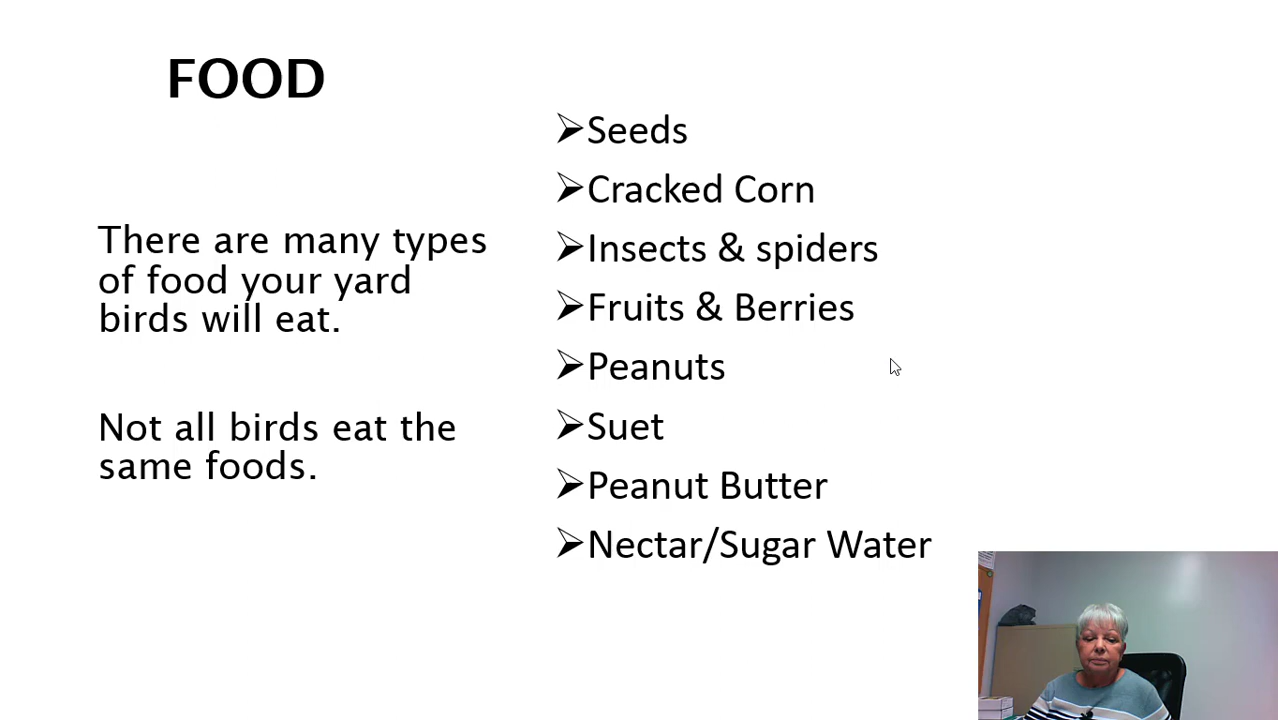 FOOD
There are many types
of food your yard
birds will eat.
Not all birds eat the
same foods.
Seeds
Cracked Corn
Insects & spiders
Fruits & Berries
Peanuts
Suet
Peanut Butter
Nectar/Sugar Water